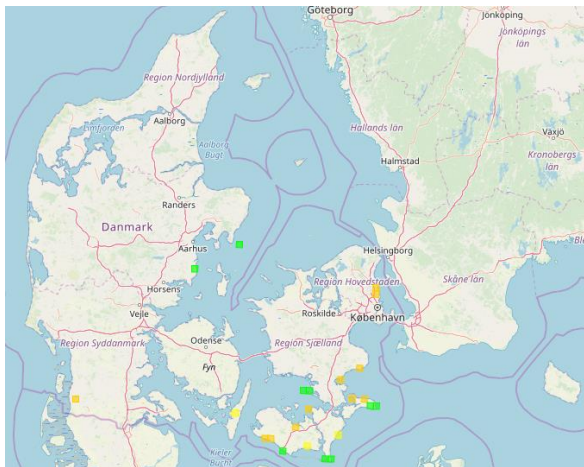 Göteborg
Jönköping
Jönköpings
län
Region Nordjylland
Aalborg
Limfjorden
Aalborg
Bugt
Hallands län
Växjö
Kronobergs
län
Halmstad
Randers
Danmark
Aarhus
Helsingborg
Horsens
Region Hovedstaden
Skåne län
Vejle
Roskilde
København
Region Syddanmark
Odense
Fyn
Region Sjælland
Kieler
Bucht